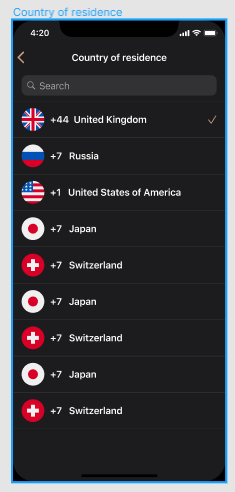 Country of residence
4:20
Country of residence
Search
+44 United Kingdom
+7 Russia
+1 United States of America
+7 Japan
+7 Switzerland
+7 Japan
+7 Switzerland
+7 Japan
+7 Switzerland